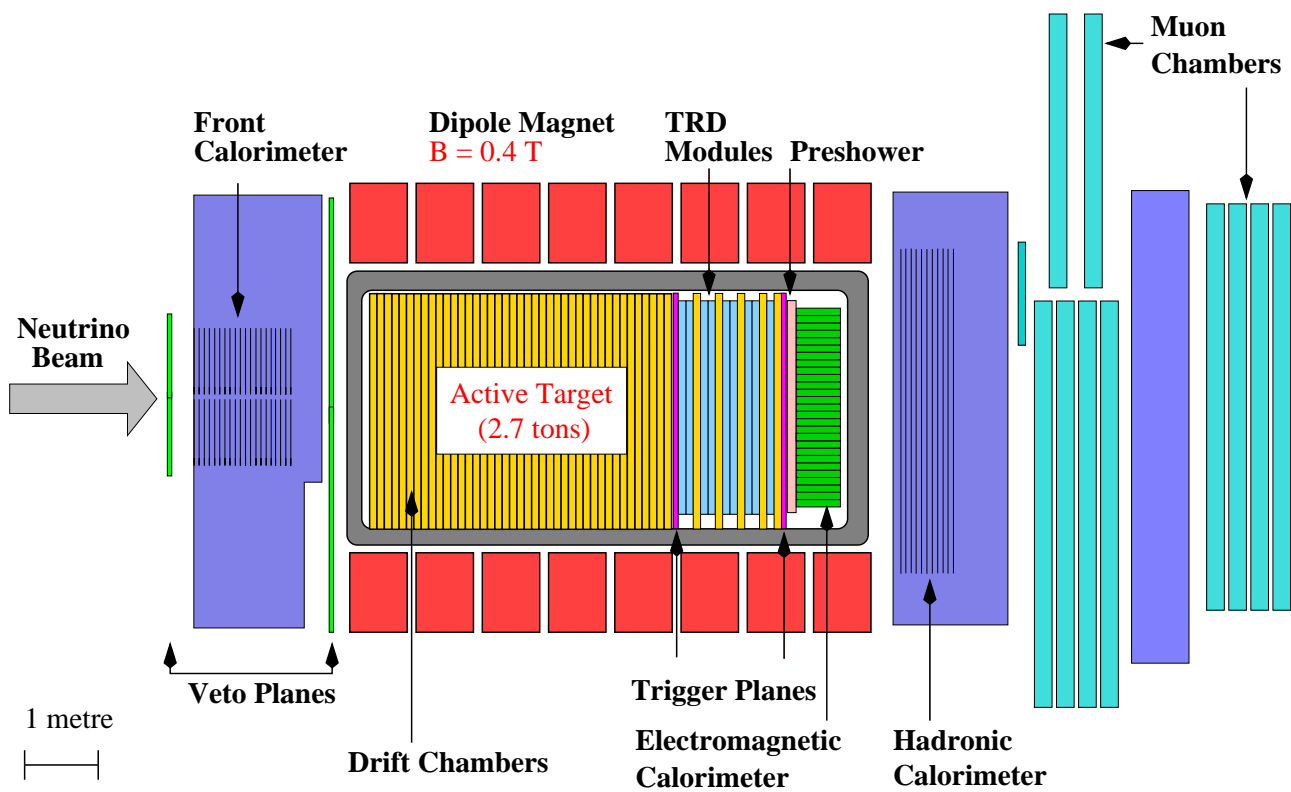 Muon
Chambers
Front
Calorimeter
Dipole Magnet
B = 0.4 T
TRD
Modules
Preshower
Neutrino
Beam
Active Target
(2.7 tons)
Veto Planes
Trigger Planes
1 metre
Drift Chambers
Electromagnetic
Calorimeter
Hadronic
Calorimeter